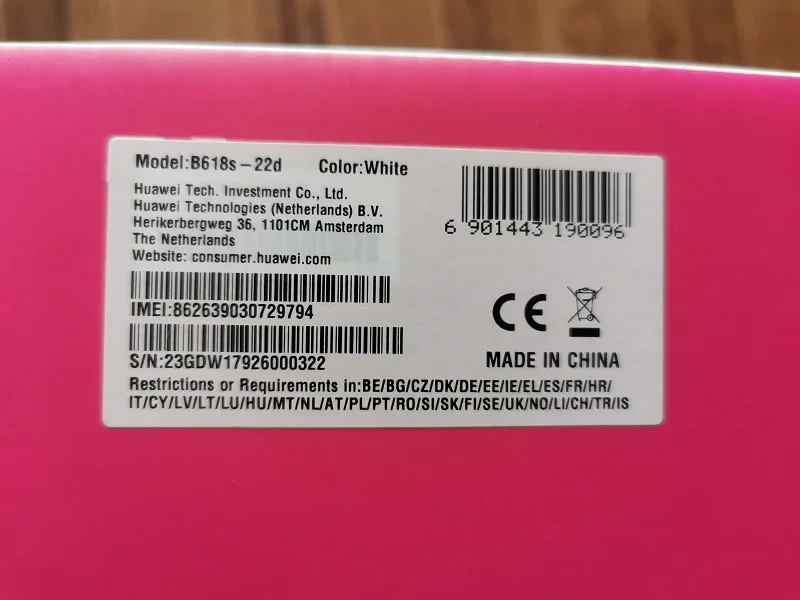 Model:B618s-22d Color:White
Huawei Tech. Investment Co., Ltd.
Huawei Technologies (Netherlands) B.V.
Herikerbergweg 36, 1101CM Amsterdam
The Netherlands
Website: consumer.huawei.com
6 901443 190096
IMEI:862639030729794
CE
S/N:23GDW17926000322
MADE IN CHINA
Restrictions or Requirements in:BE/BG/CZ/DK/DE/EE/IE/EL/ES/FR/HR/
IT/CY/LV/LT/LU/HU/MT/NL/AT/PL/PT/RO/SI/SK/FI/SE/UK/NO/LI/CH/TR/IS